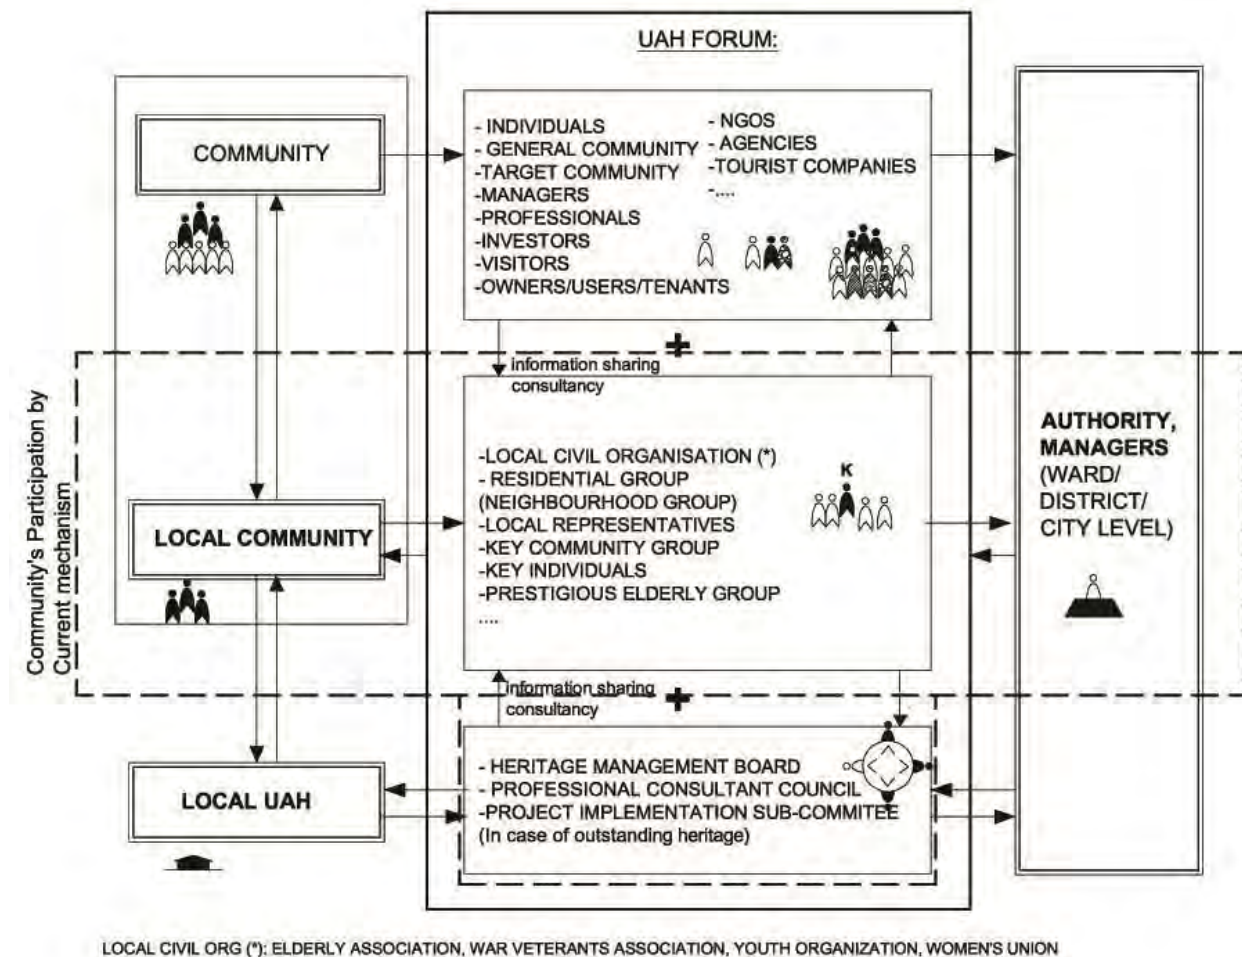 UAH FORUM:
COMMUNITY
- INDIVIDUALS
- GENERAL COMMUNITY
-TARGET COMMUNITY
-MANAGERS
-PROFESSIONALS
-INVESTORS
-VISITORS
-OWNERS/USERS/TENANTS
- NGOS
- AGENCIES
-TOURIST COMPANIES
-....
+
information sharing
consultancy
Community's Participation by
Current mechanism
LOCAL COMMUNITY
-LOCAL CIVIL ORGANISATION (*)
- RESIDENTIAL GROUP
(NEIGHBOURHOOD GROUP)
-LOCAL REPRESENTATIVES
-KEY COMMUNITY GROUP
-KEY INDIVIDUALS
-PRESTIGIOUS ELDERLY GROUP
....
K
AUTHORITY,
MANAGERS
(WARD/
DISTRICT/
CITY LEVEL)
information sharing
consultancy
+
LOCAL UAH
- HERITAGE MANAGEMENT BOARD
- PROFESSIONAL CONSULTANT COUNCIL
-PROJECT IMPLEMENTATION SUB-COMMITEE
(In case of outstanding heritage)
LOCAL CIVIL ORG (*): ELDERLY ASSOCIATION, WAR VETERANTS ASSOCIATION, YOUTH ORGANIZATION, WOMEN'S UNION